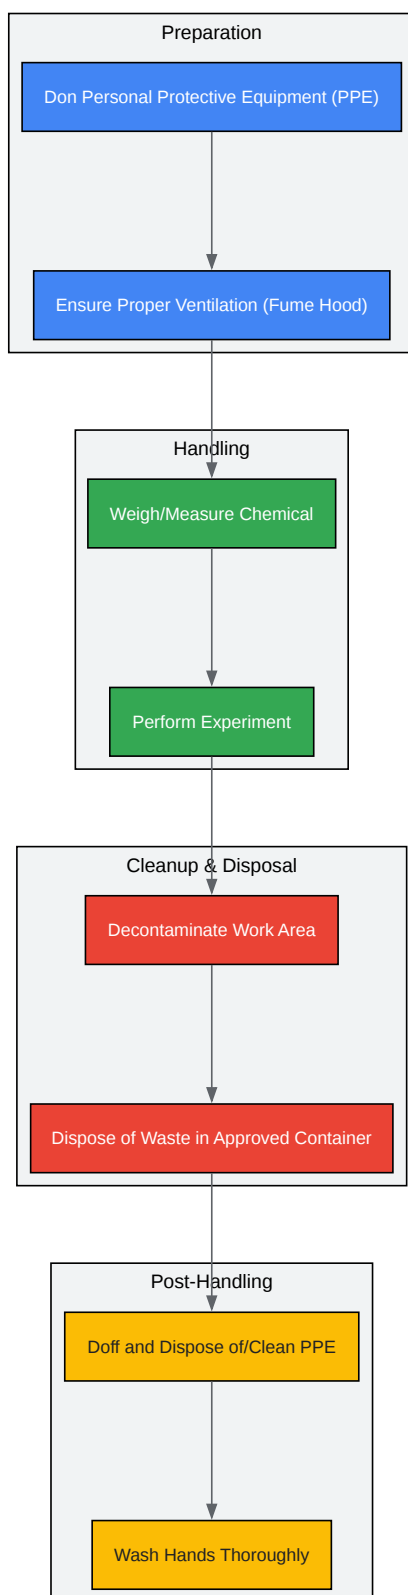 Preparation
Don Personal Protective Equipment (PPE)
Ensure Proper Ventilation (Fume Hood)
Handling
Weigh/Measure Chemical
Perform Experiment
Cleanup & Disposal
Decontaminate Work Area
Dispose of Waste in Approved Container
Post-Handling
Doff and Dispose of/Clean PPE
Wash Hands Thoroughly